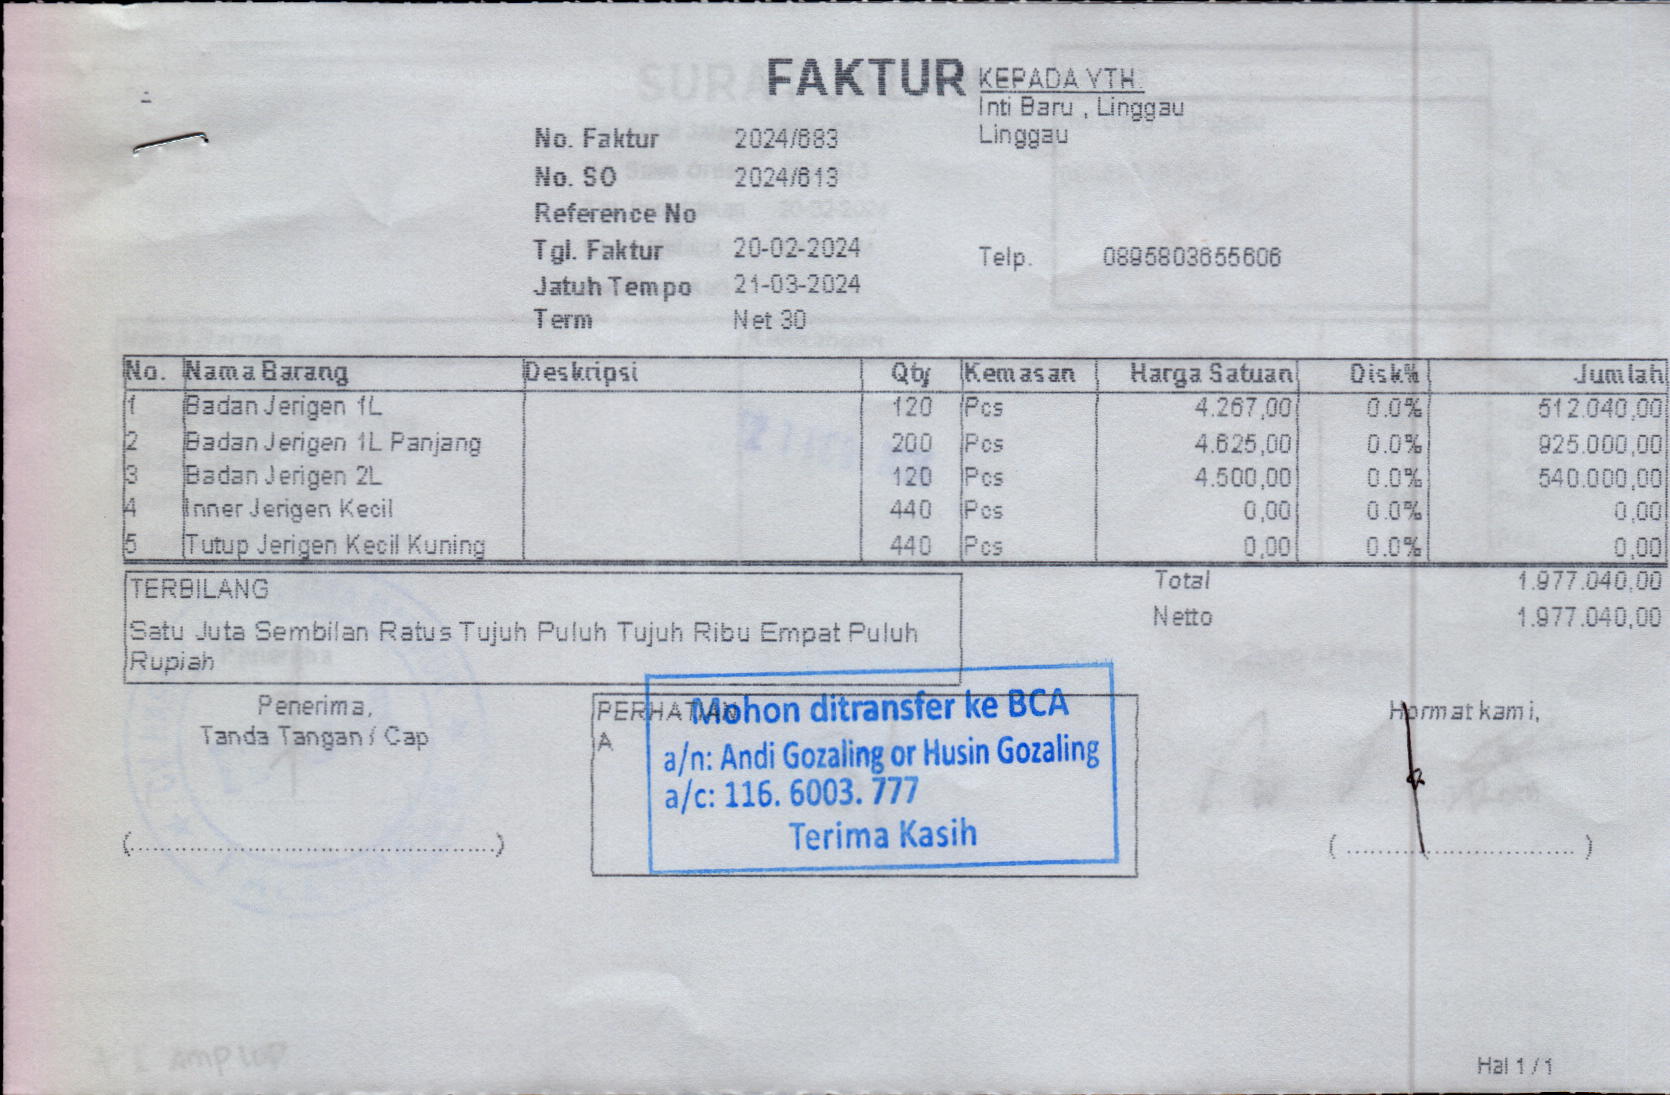 FAKTUR
KEPADA YTH.
Inti Baru , Linggau
Linggau
No. Faktur 2024/683
No. SO 2024/613
Reference No
Tgl. Faktur 20-02-2024
Telp. 0895803655606
Jatuh Tempo 21-03-2024
Term Net 30
No. Nama Barang Deskripsi Qty Kemasan Harga Satuan Disk% Jumlah
1 Badan Jerigen 1L 120 Pcs 4.267,00 0.0% 512.040,00
2 Badan Jerigen 1L Panjang 200 Pcs 4.625,00 0.0% 925.000,00
3 Badan Jerigen 2L 120 Pcs 4.500,00 0.0% 540.000,00
4 Inner Jerigen Kecil 440 Pcs 0,00 0.0% 0,00
5 Tutup Jerigen Kecil Kuning 440 Pcs 0,00 0.0% 0,00
Total 1.977.040,00
Netto 1.977.040,00
TERBILANG
Satu Juta Sembilan Ratus Tujuh Puluh Tujuh Ribu Empat Puluh
Rupiah
Penerima,
Tanda Tangan / Cap
(..................................................)
PERHATIAN
A
Mohon ditransfer ke BCA
a/n: Andi Gozaling or Husin Gozaling
a/c: 116. 6003. 777
Terima Kasih
Hormat kami,
( ................................ )
Hal 1 / 1